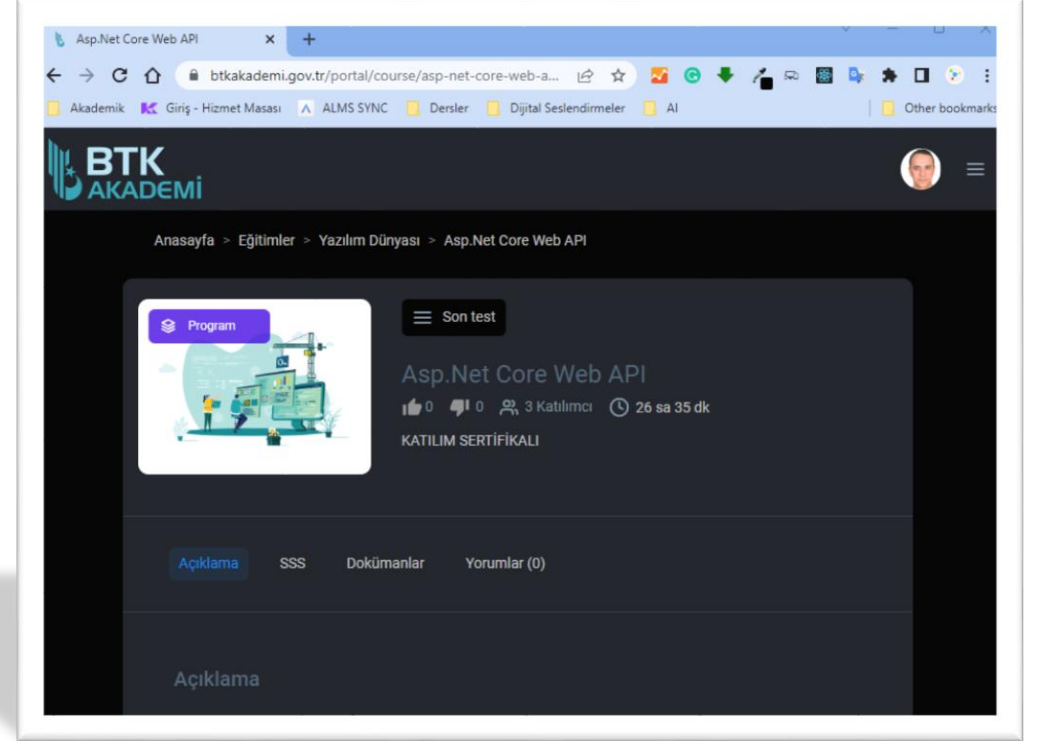 Asp.Net Core Web API
btkakademi.gov.tr/portal/course/asp-net-core-web-a...
Akademik Giriş - Hizmet Masası ALMS SYNC Dersler Dijital Seslendirmeler AI Other bookmarks
BTK
AKADEMİ
Anasayfa > Eğitimler > Yazılım Dünyası > Asp.Net Core Web API
Program
Son test
Asp.Net Core Web API
0 0 3 Katılımcı 26 sa 35 dk
KATILIM SERTİFİKALI
Açıklama SSS Dokümanlar Yorumlar (0)
Açıklama